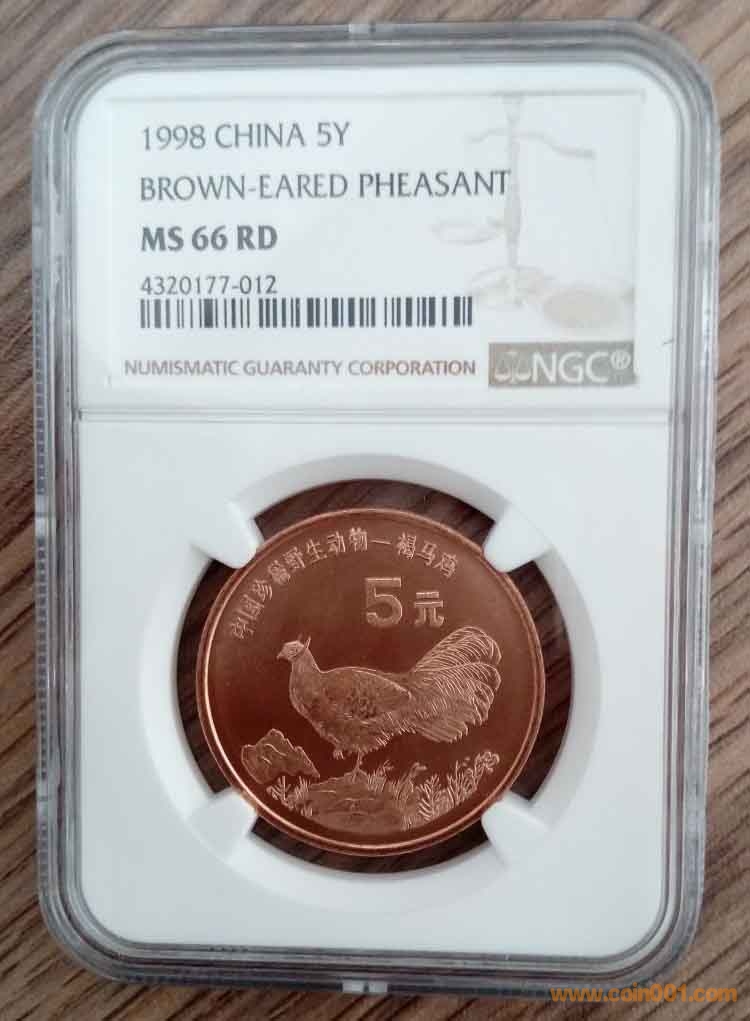 1998 CHINA 5Y
BROWN-EARED PHEASANT
MS 66 RD
4320177-012
NUMISMATIC GUARANTY CORPORATION NGC®
中国珍稀野生动物—褐马鸡
5元
www.coin001.com